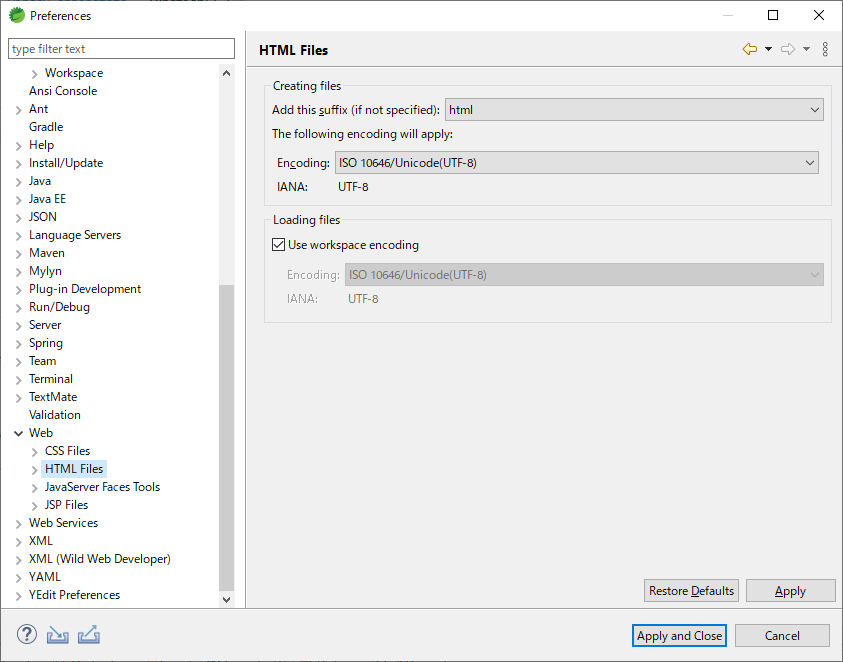 Preferences
type filter text
Workspace
Ansi Console
Ant
Gradle
Help
Install/Update
Java
Java EE
JSON
Language Servers
Maven
Mylyn
Plug-in Development
Run/Debug
Server
Spring
Team
Terminal
TextMate
Validation
Web
CSS Files
HTML Files
JavaServer Faces Tools
JSP Files
Web Services
XML
XML (Wild Web Developer)
YAML
YEdit Preferences
HTML Files
Creating files
Add this suffix (if not specified): html
The following encoding will apply:
Encoding: ISO 10646/Unicode(UTF-8)
IANA: UTF-8
Loading files
Use workspace encoding
Encoding: ISO 10646/Unicode(UTF-8)
IANA: UTF-8
Restore Defaults Apply
Apply and Close Cancel